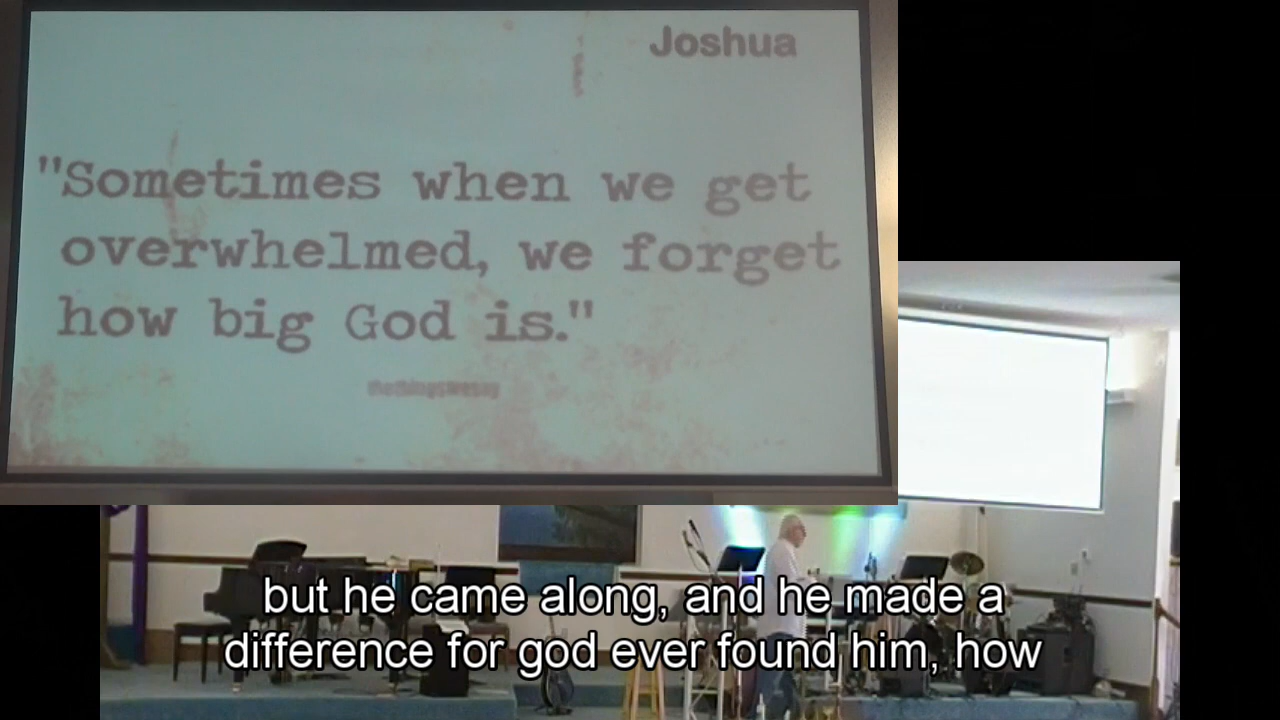 Joshua
"Sometimes when we get
overwhelmed, we forget
how big God is."
but he came along, and he made a
difference for god ever found him, how